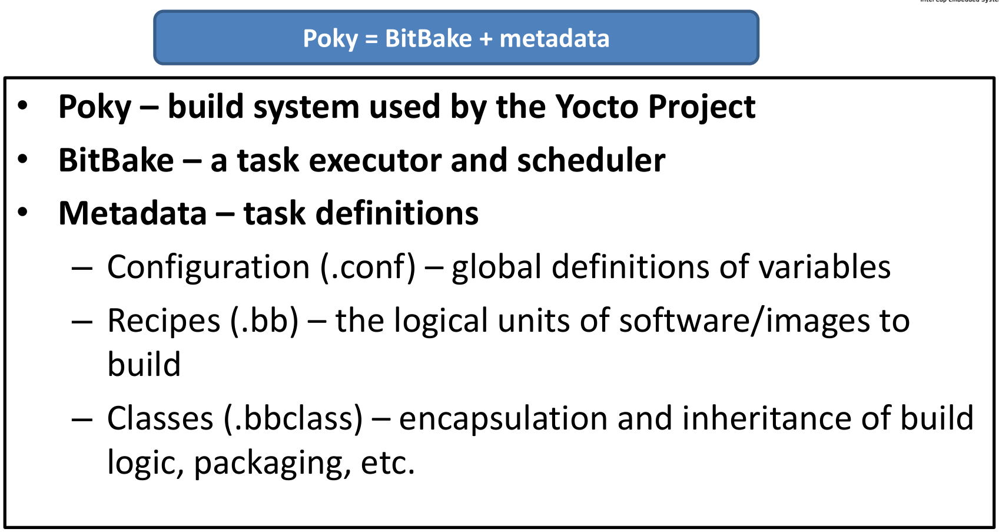 Poky = BitBake + metadata
• Poky – build system used by the Yocto Project
• BitBake – a task executor and scheduler
• Metadata – task definitions
– Configuration (.conf) – global definitions of variables
– Recipes (.bb) – the logical units of software/images to
build
– Classes (.bbclass) – encapsulation and inheritance of build
logic, packaging, etc.